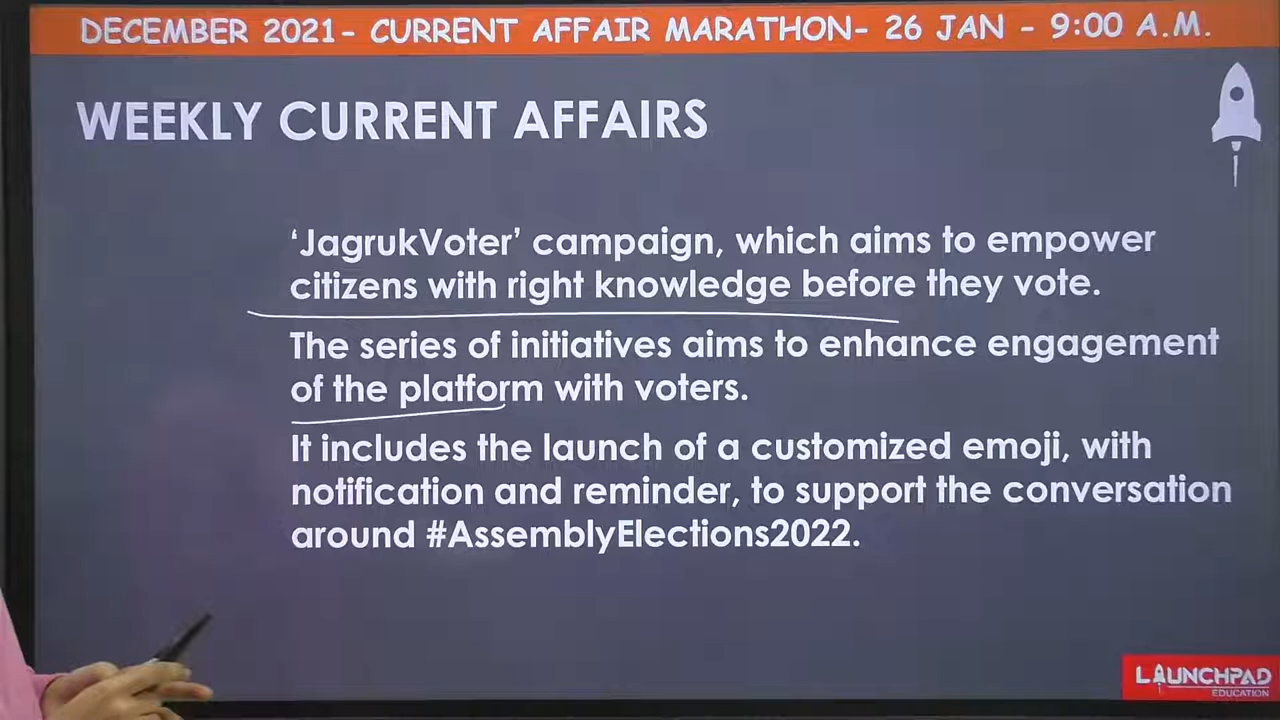 DECEMBER 2021- CURRENT AFFAIR MARATHON- 26 JAN - 9:00 A.M.
WEEKLY CURRENT AFFAIRS
‘JagrukVoter’ campaign, which aims to empower
citizens with right knowledge before they vote.
The series of initiatives aims to enhance engagement
of the platform with voters.
It includes the launch of a customized emoji, with
notification and reminder, to support the conversation
around #AssemblyElections2022.
LAUNCHPAD
EDUCATION